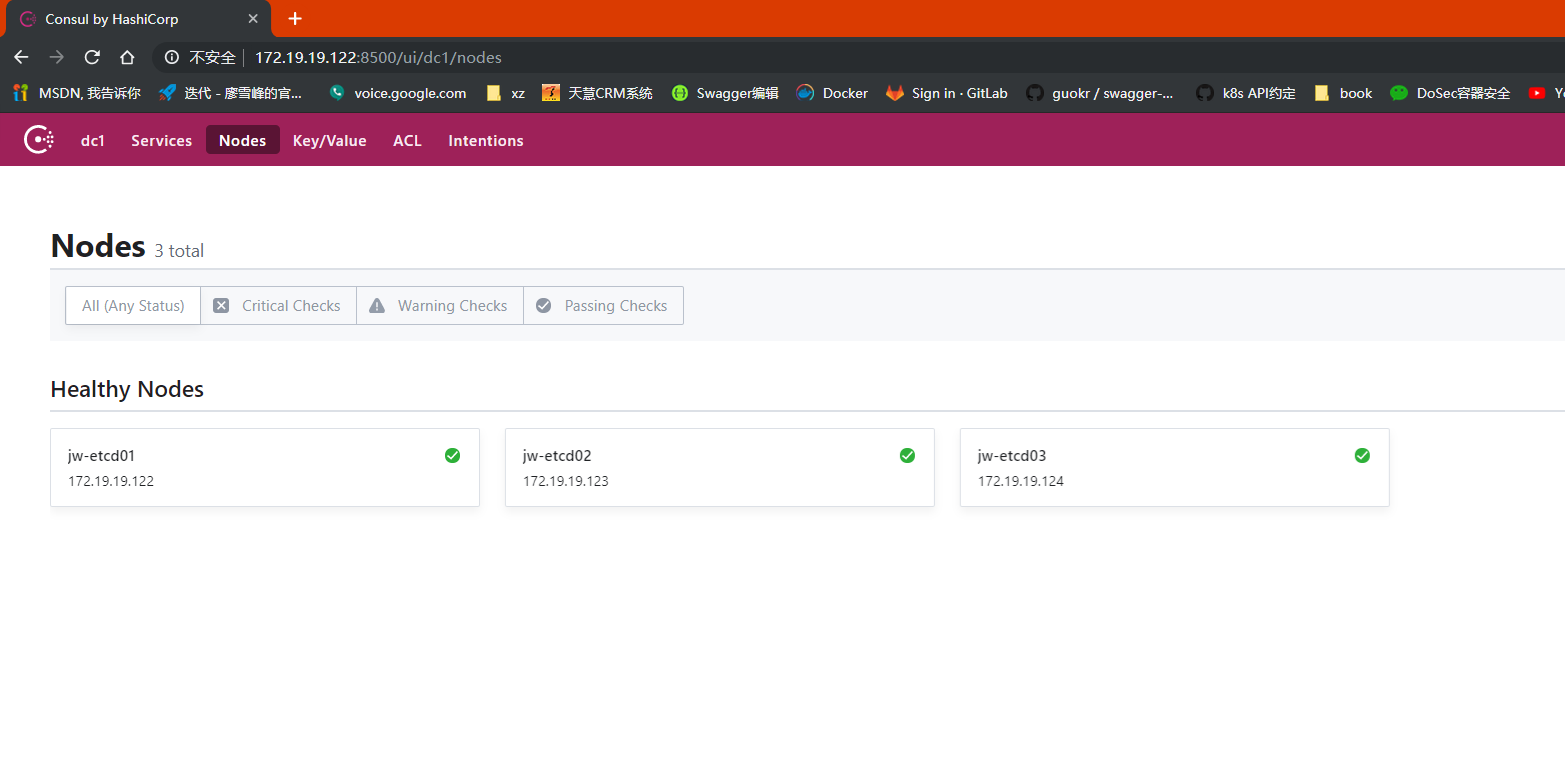 Consul by HashiCorp
不安全 172.19.19.122:8500/ui/dc1/nodes
MSDN, 我告诉你 迭代 - 廖雪峰的官... voice.google.com xz 天慧CRM系统 Swagger编辑 Docker Sign in · GitLab guokr / swagger-... k8s API约定 book DoSec容器安全
dc1 Services Nodes Key/Value ACL Intentions
Nodes 3 total
All (Any Status) Critical Checks Warning Checks Passing Checks
Healthy Nodes
jw-etcd01 jw-etcd02 jw-etcd03
172.19.19.122 172.19.19.123 172.19.19.124